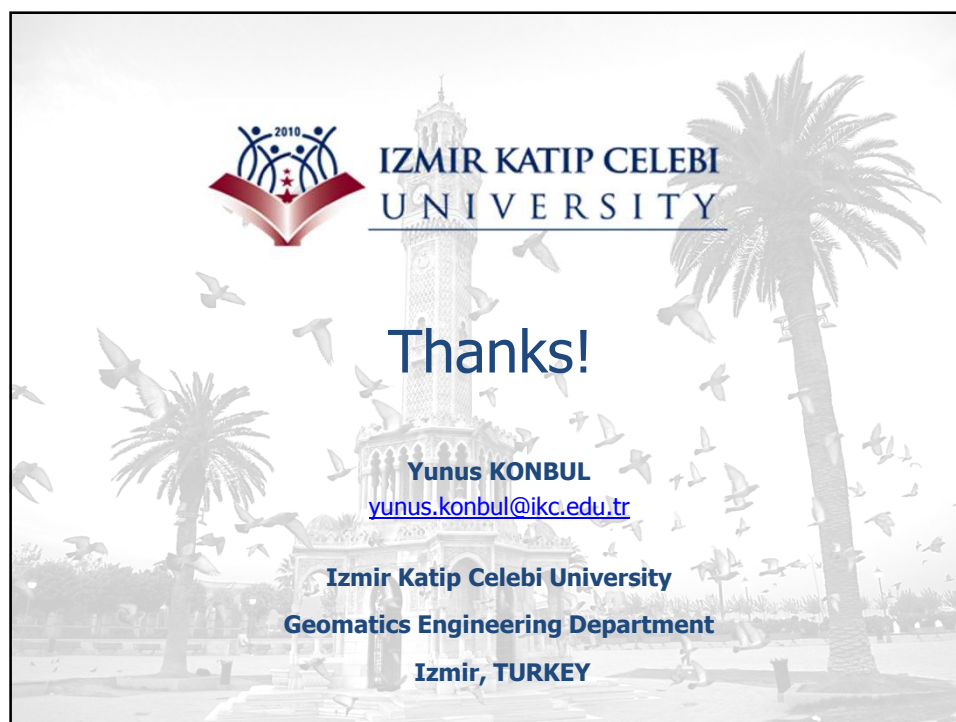 2010
IZMIR KATIP CELEBI
UNIVERSITY
Thanks!
Yunus KONBUL
yunus.konbul@ikc.edu.tr
Izmir Katip Celebi University
Geomatics Engineering Department
Izmir, TURKEY